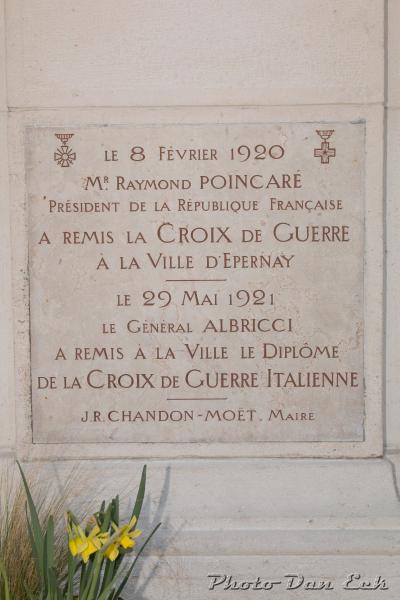 LE 8 FÉVRIER 1920
MR RAYMOND POINCARÉ
PRÉSIDENT DE LA RÉPUBLIQUE FRANÇAISE
A REMIS LA CROIX DE GUERRE
À LA VILLE D'EPERNAY
LE 29 MAI 1921
LE GÉNÉRAL ALBRICCI
A REMIS À LA VILLE LE DIPLÔME
DE LA CROIX DE GUERRE ITALIENNE
J.R.CHANDON-MOËT. MAIRE
Photo Dan Eck